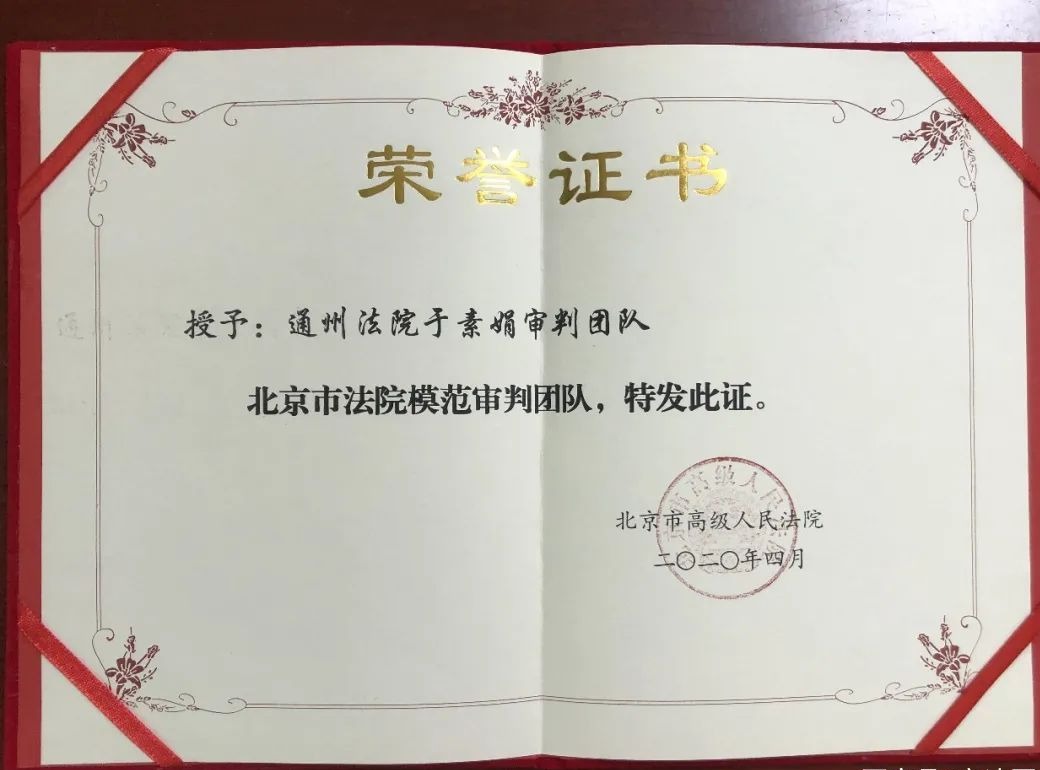 荣誉证书
授予：通州法院于素娟审判团队
北京市法院模范审判团队，特发此证。
北京市高级人民法院
二〇二〇年四月